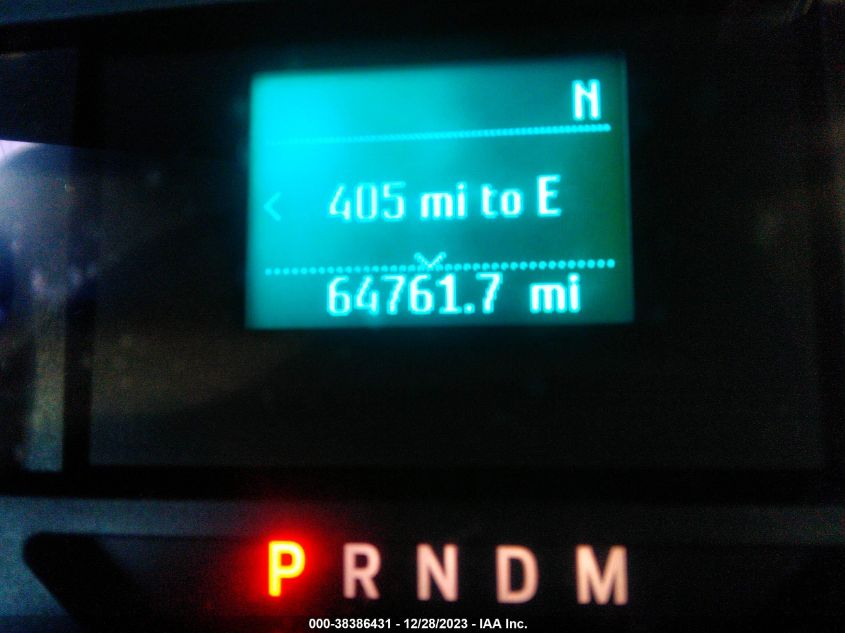 N
405 mi to E
64761.7 mi
P R N D M
000-38386431 - 12/28/2023 - IAA Inc.